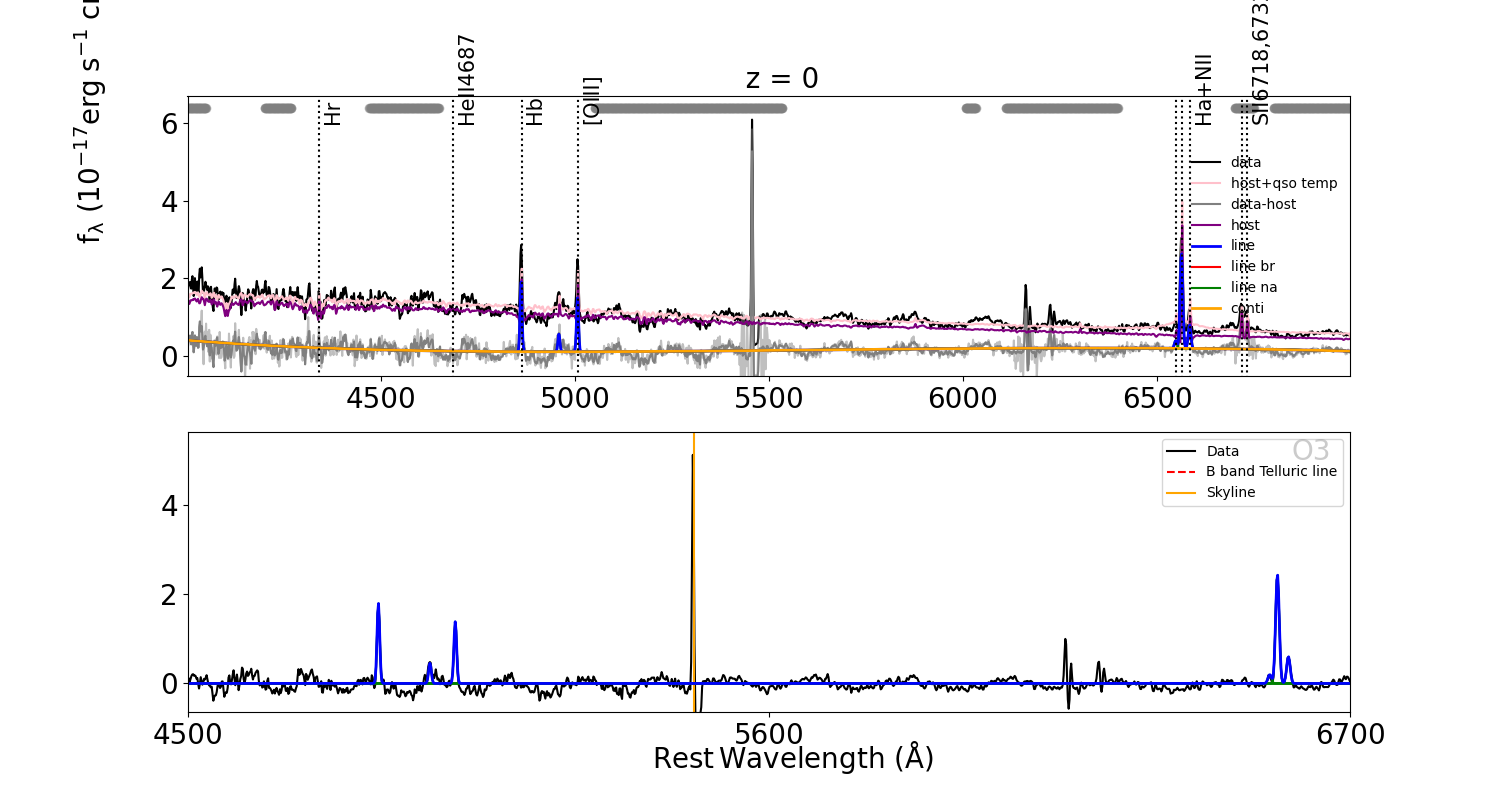 z = 0
f_λ (10^−17 erg s^−1
Hr
HeII4687
Hb
[OIII]
Ha+NII
6
4
2
0
data
host+qso temp
data-host
host
line
line br
line na
conti
4500
5000
5500
6000
6500
O3
Data
B band Telluric line
Skyline
4
2
0
4500
5600
6700
Rest Wavelength (Å)